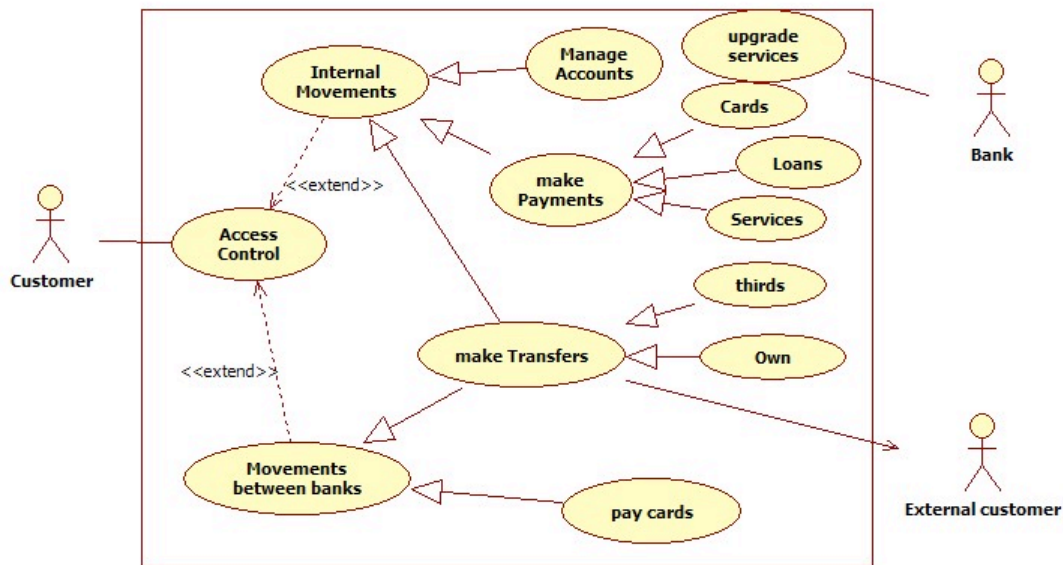 upgrade
services
Internal
Movements
Manage
Accounts
Cards
Bank
make
Payments
Loans
<<extend>>
Services
Access
Control
Customer
thirds
make Transfers
Own
<<extend>>
Movements
between banks
pay cards
External customer